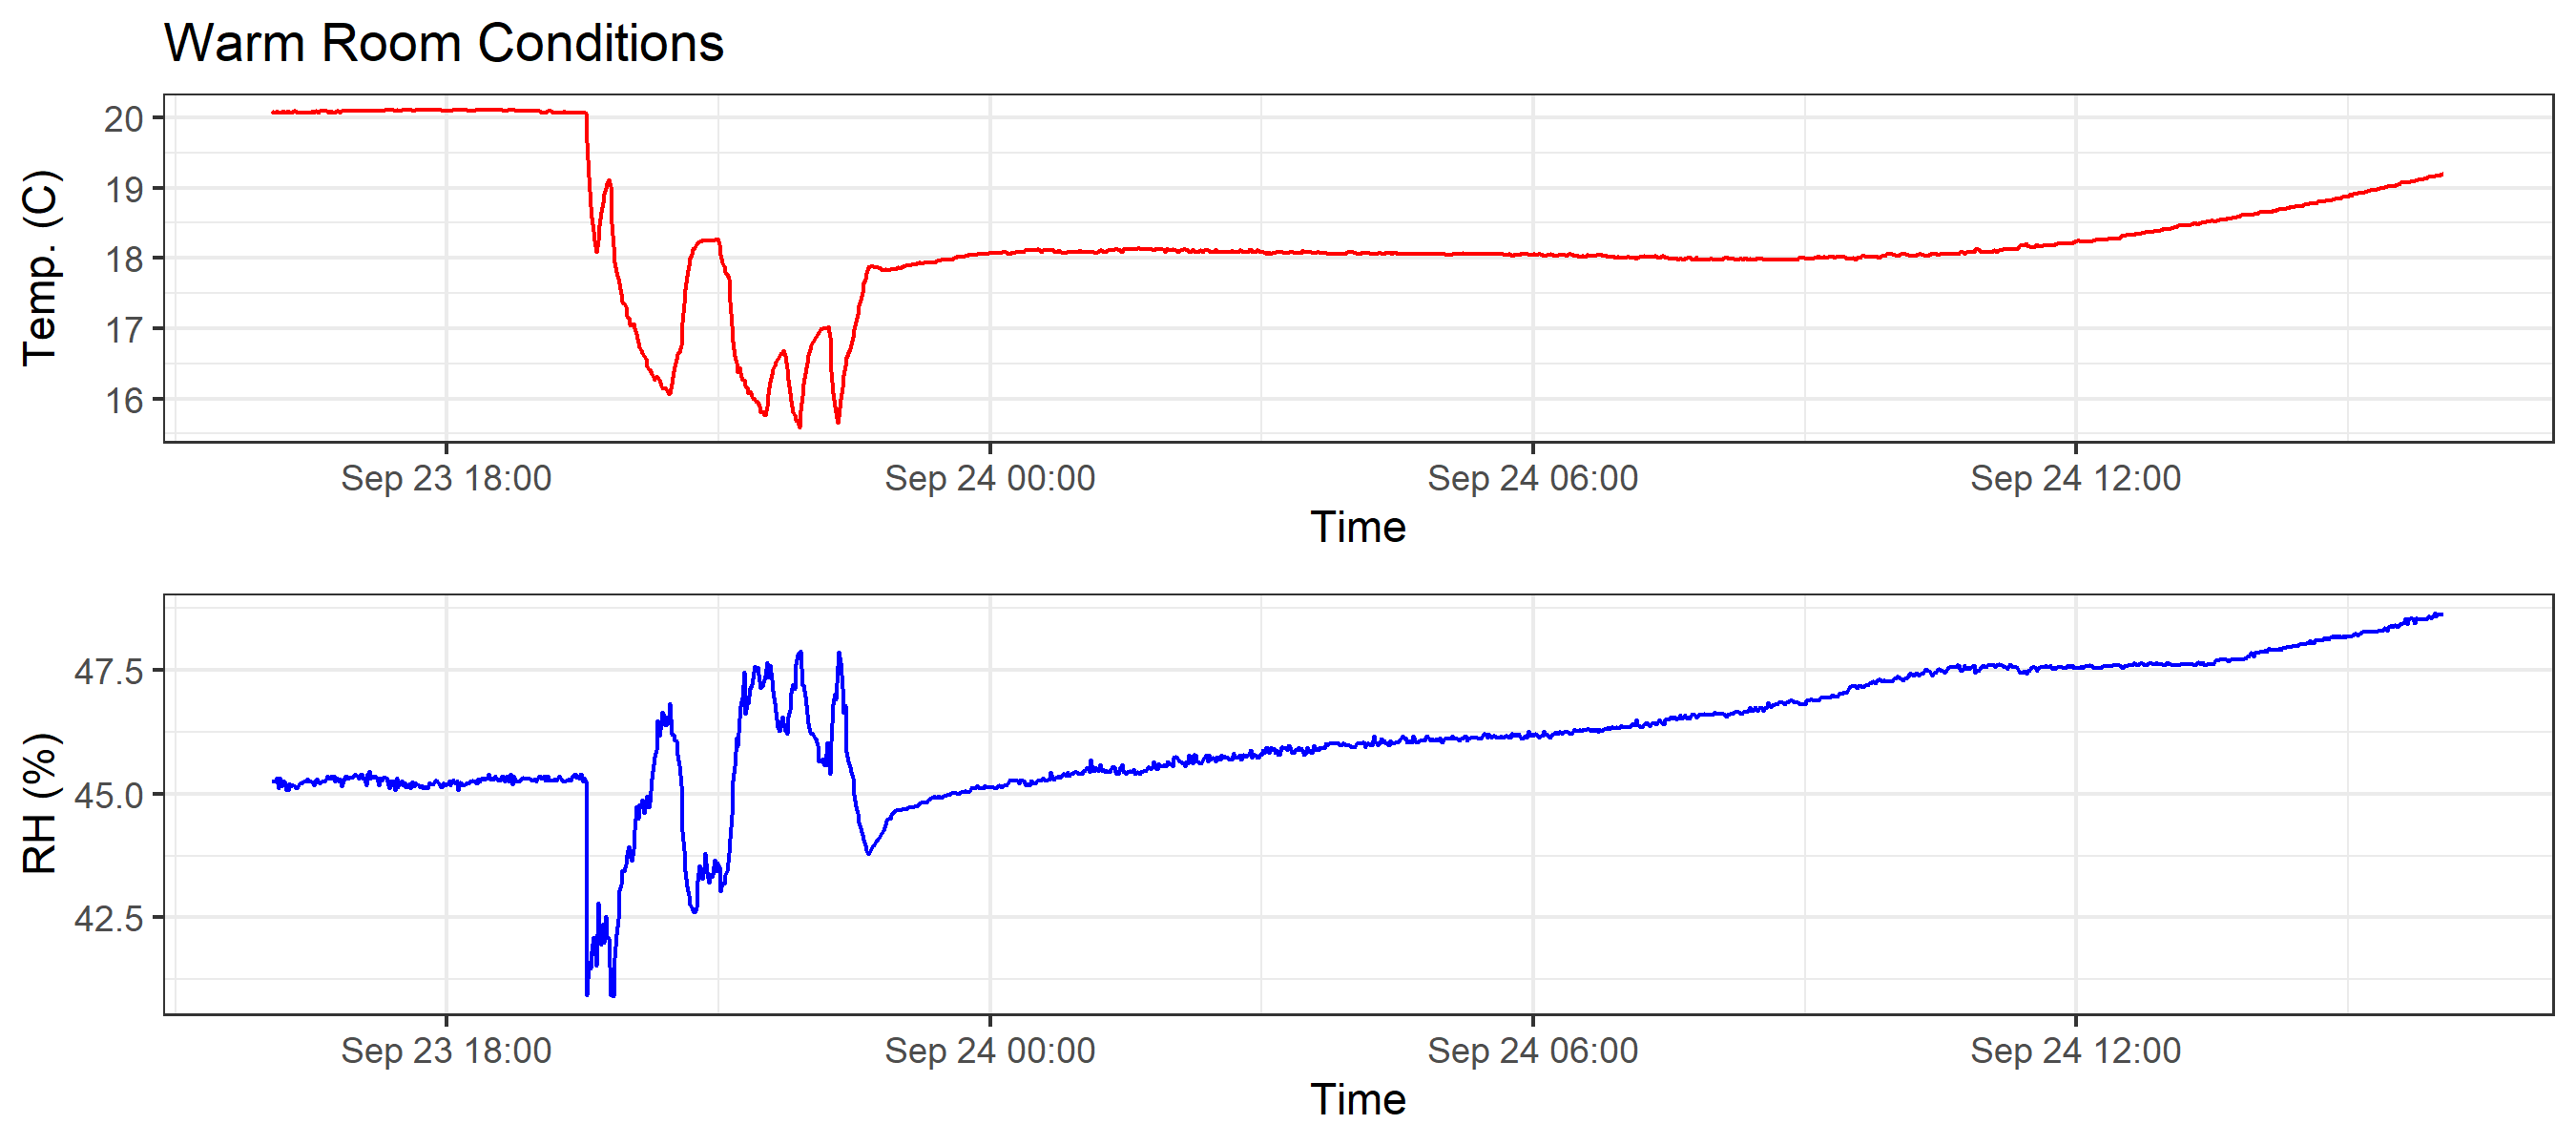 Warm Room Conditions
Temp. (C)
20
19
18
17
16
Sep 23 18:00 Sep 24 00:00 Sep 24 06:00 Sep 24 12:00
Time
RH (%)
47.5
45.0
42.5
Sep 23 18:00 Sep 24 00:00 Sep 24 06:00 Sep 24 12:00
Time